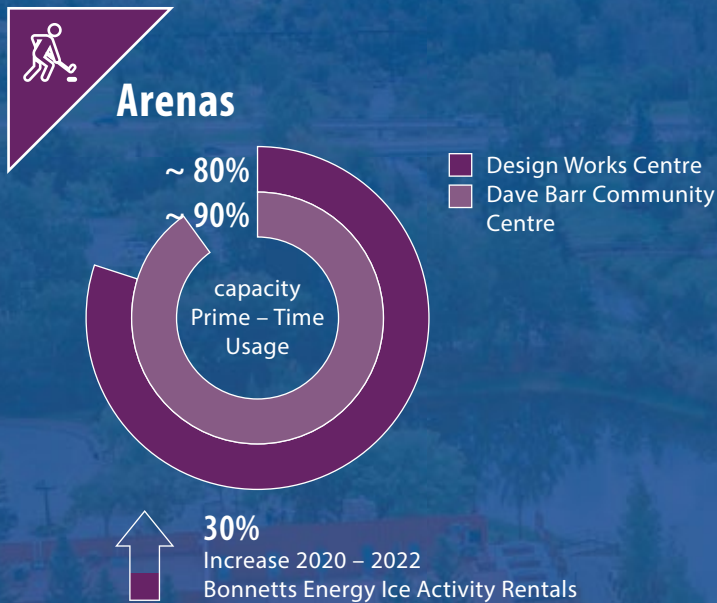 Arenas
~ 80%
~ 90%
capacity
Prime – Time
Usage
Design Works Centre
Dave Barr Community
Centre
30%
Increase 2020 – 2022
Bonnetts Energy Ice Activity Rentals